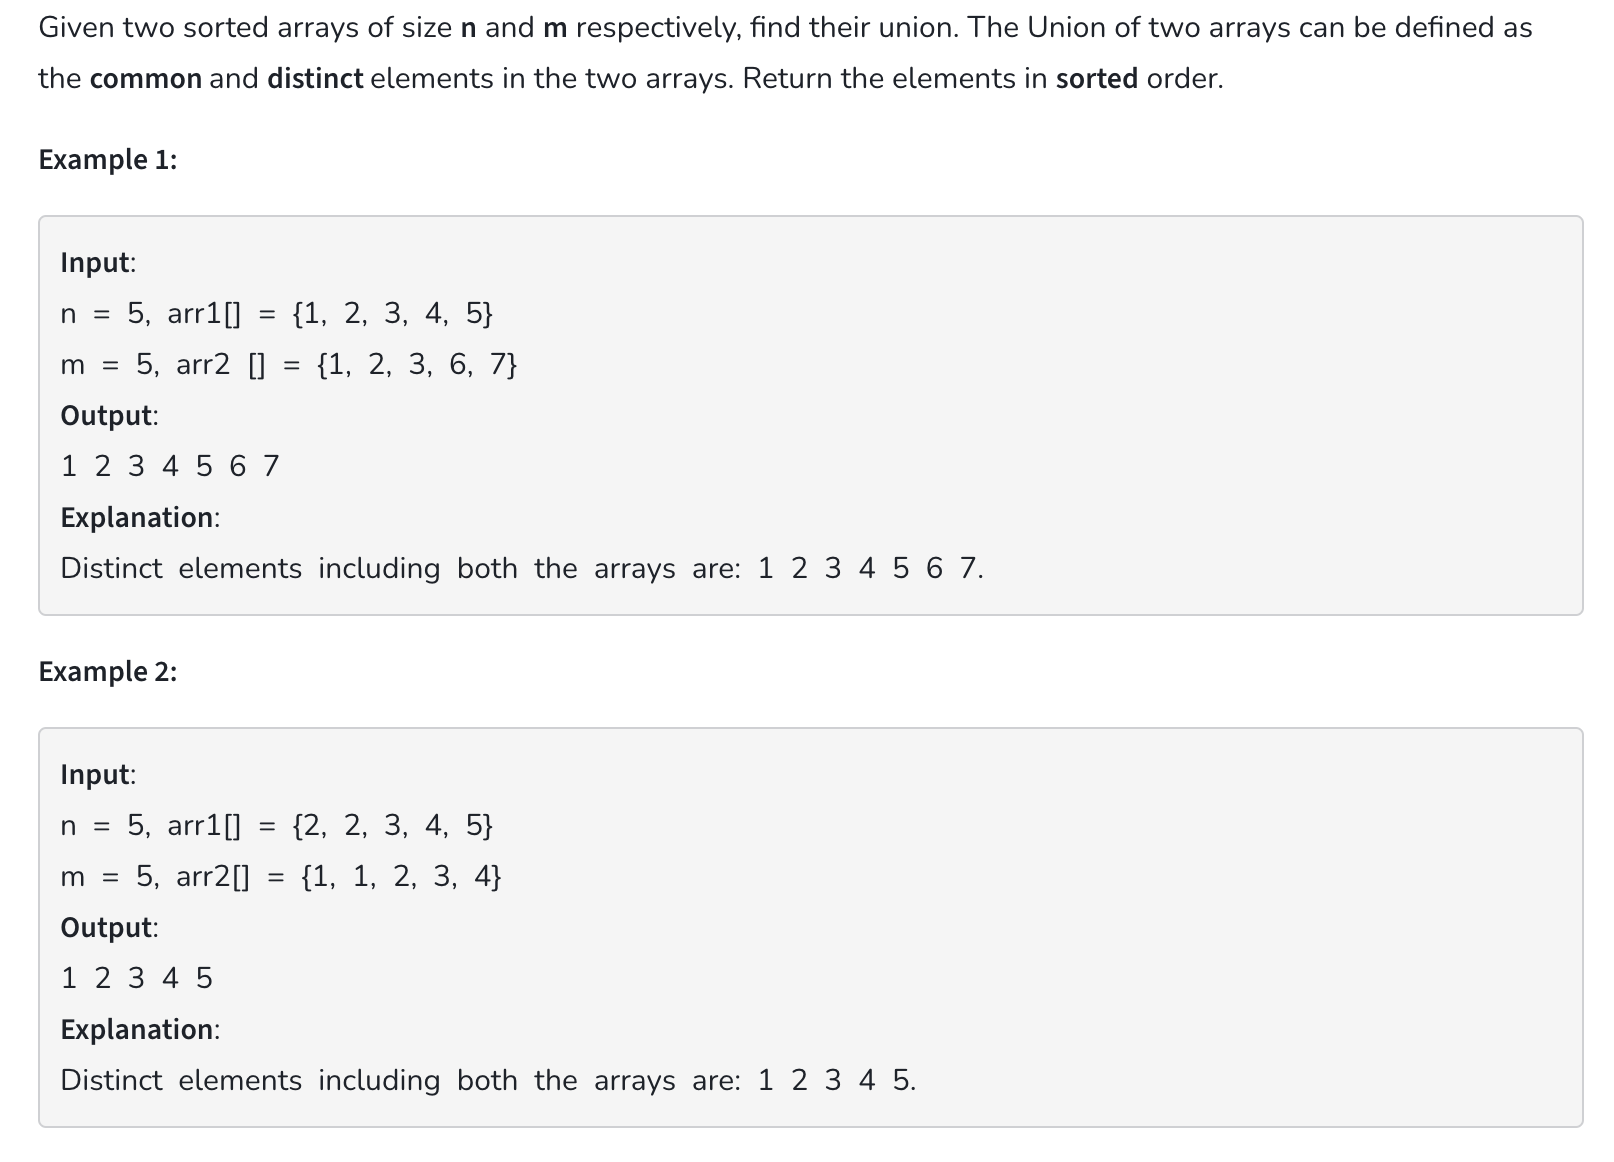 Given two sorted arrays of size n and m respectively, find their union. The Union of two arrays can be defined as
the common and distinct elements in the two arrays. Return the elements in sorted order.
Example 1:
Input:
n = 5, arr1[] = {1, 2, 3, 4, 5}
m = 5, arr2 [] = {1, 2, 3, 6, 7}
Output:
1 2 3 4 5 6 7
Explanation:
Distinct elements including both the arrays are: 1 2 3 4 5 6 7.
Example 2:
Input:
n = 5, arr1[] = {2, 2, 3, 4, 5}
m = 5, arr2[] = {1, 1, 2, 3, 4}
Output:
1 2 3 4 5
Explanation:
Distinct elements including both the arrays are: 1 2 3 4 5.